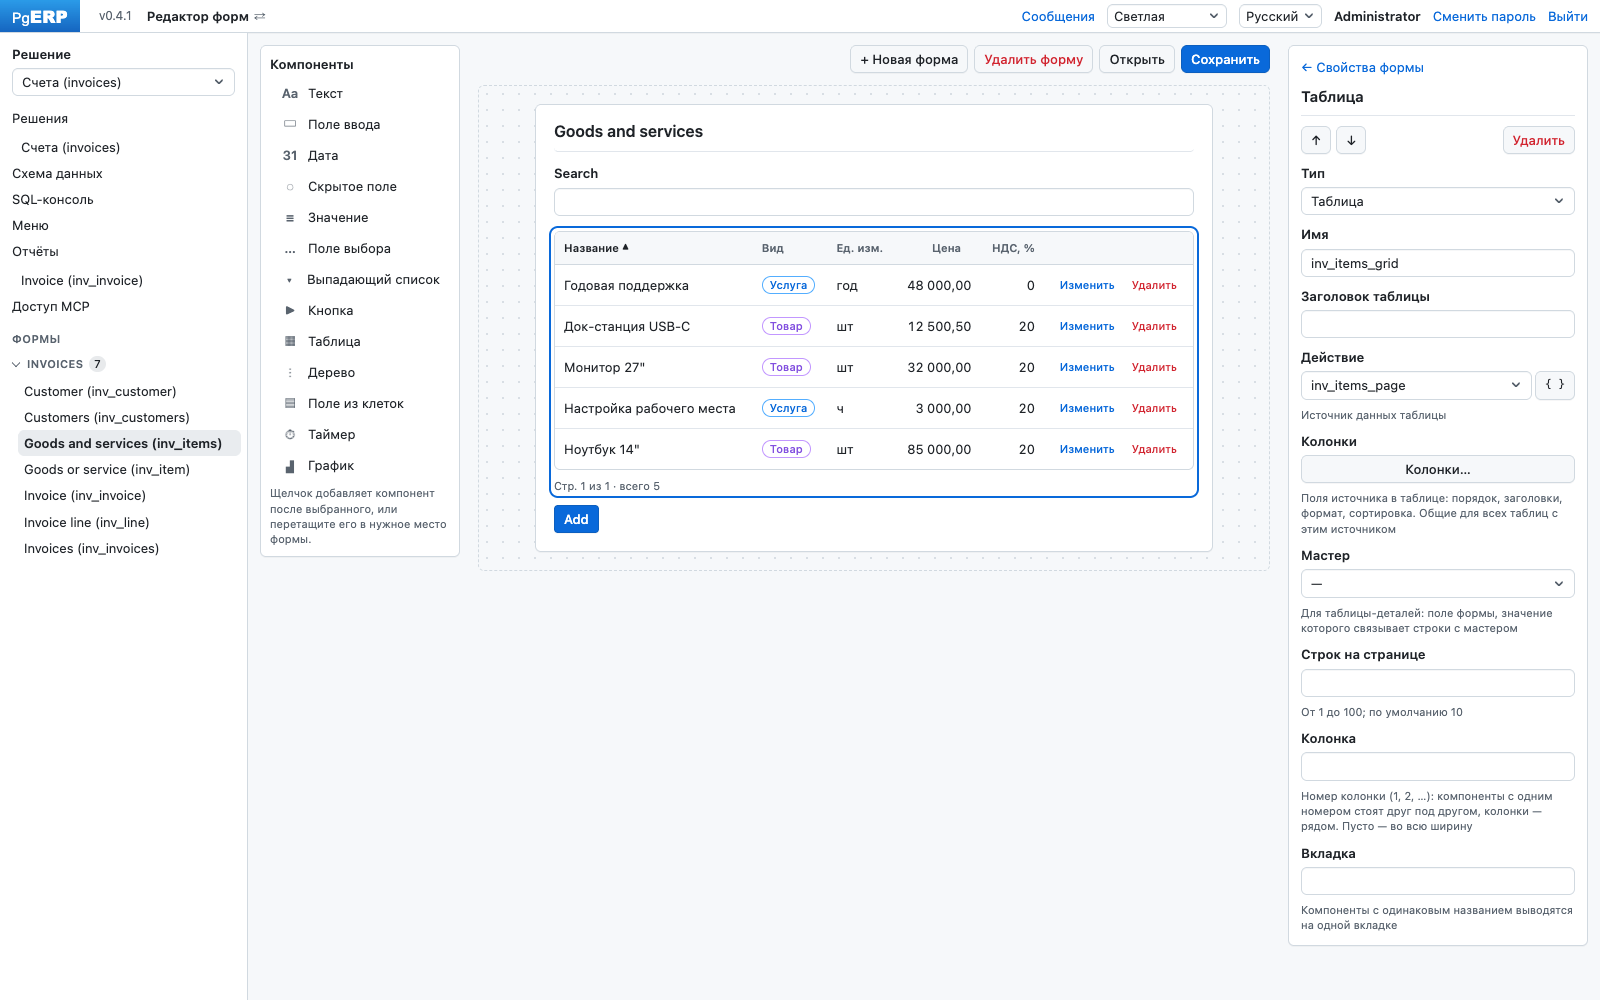 PgERP v0.4.1 Редактор форм ⇄ Сообщения Светлая Русский Administrator Сменить пароль Выйти
Решение
Счета (invoices)
Решения
Счета (invoices)
Схема данных
SQL-консоль
Меню
Отчёты
Invoice (inv_invoice)
Доступ MCP
ФОРМЫ
INVOICES 7
Customer (inv_customer)
Customers (inv_customers)
Goods and services (inv_items)
Goods or service (inv_item)
Invoice (inv_invoice)
Invoice line (inv_line)
Invoices (inv_invoices)
Компоненты
Aa Текст
Поле ввода
31 Дата
Скрытое поле
Значение
... Поле выбора
Выпадающий список
Кнопка
Таблица
Дерево
Поле из клеток
Таймер
График
Щелчок добавляет компонент
после выбранного, или
перетащите его в нужное место
формы.
+ Новая форма Удалить форму Открыть Сохранить
Goods and services
Search
Название ▲ Вид Ед. изм. Цена НДС, %
Годовая поддержка Услуга год 48 000,00 0 Изменить Удалить
Док-станция USB-C Товар шт 12 500,50 20 Изменить Удалить
Монитор 27" Товар шт 32 000,00 20 Изменить Удалить
Настройка рабочего места Услуга ч 3 000,00 20 Изменить Удалить
Ноутбук 14" Товар шт 85 000,00 20 Изменить Удалить
Стр. 1 из 1 · всего 5
Add
← Свойства формы
Таблица
↑ ↓ Удалить
Тип
Таблица
Имя
inv_items_grid
Заголовок таблицы
Действие
inv_items_page { }
Источник данных таблицы
Колонки
Колонки...
Поля источника в таблице: порядок, заголовки,
формат, сортировка. Общие для всех таблиц с
этим источником
Мастер
—
Для таблицы-деталей: поле формы, значение
которого связывает строки с мастером
Строк на странице
От 1 до 100; по умолчанию 10
Колонка
Номер колонки (1, 2, ...): компоненты с одним
номером стоят друг под другом, колонки —
рядом. Пусто — во всю ширину
Вкладка
Компоненты с одинаковым названием выводятся
на одной вкладке